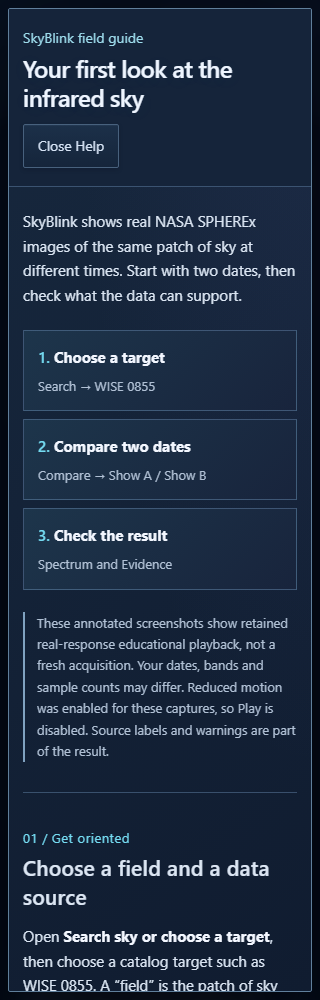 SkyBlink field guide
Your first look at the
infrared sky
Close Help
SkyBlink shows real NASA SPHEREx
images of the same patch of sky at
different times. Start with two dates, then
check what the data can support.
1. Choose a target
Search → WISE 0855
2. Compare two dates
Compare → Show A / Show B
3. Check the result
Spectrum and Evidence
These annotated screenshots show retained
real-response educational playback, not a
fresh acquisition. Your dates, bands and
sample counts may differ. Reduced motion
was enabled for these captures, so Play is
disabled. Source labels and warnings are part
of the result.
01 / Get oriented
Choose a field and a data
source
Open Search sky or choose a target,
then choose a catalog target such as
WISE 0855. A “field” is the patch of sky